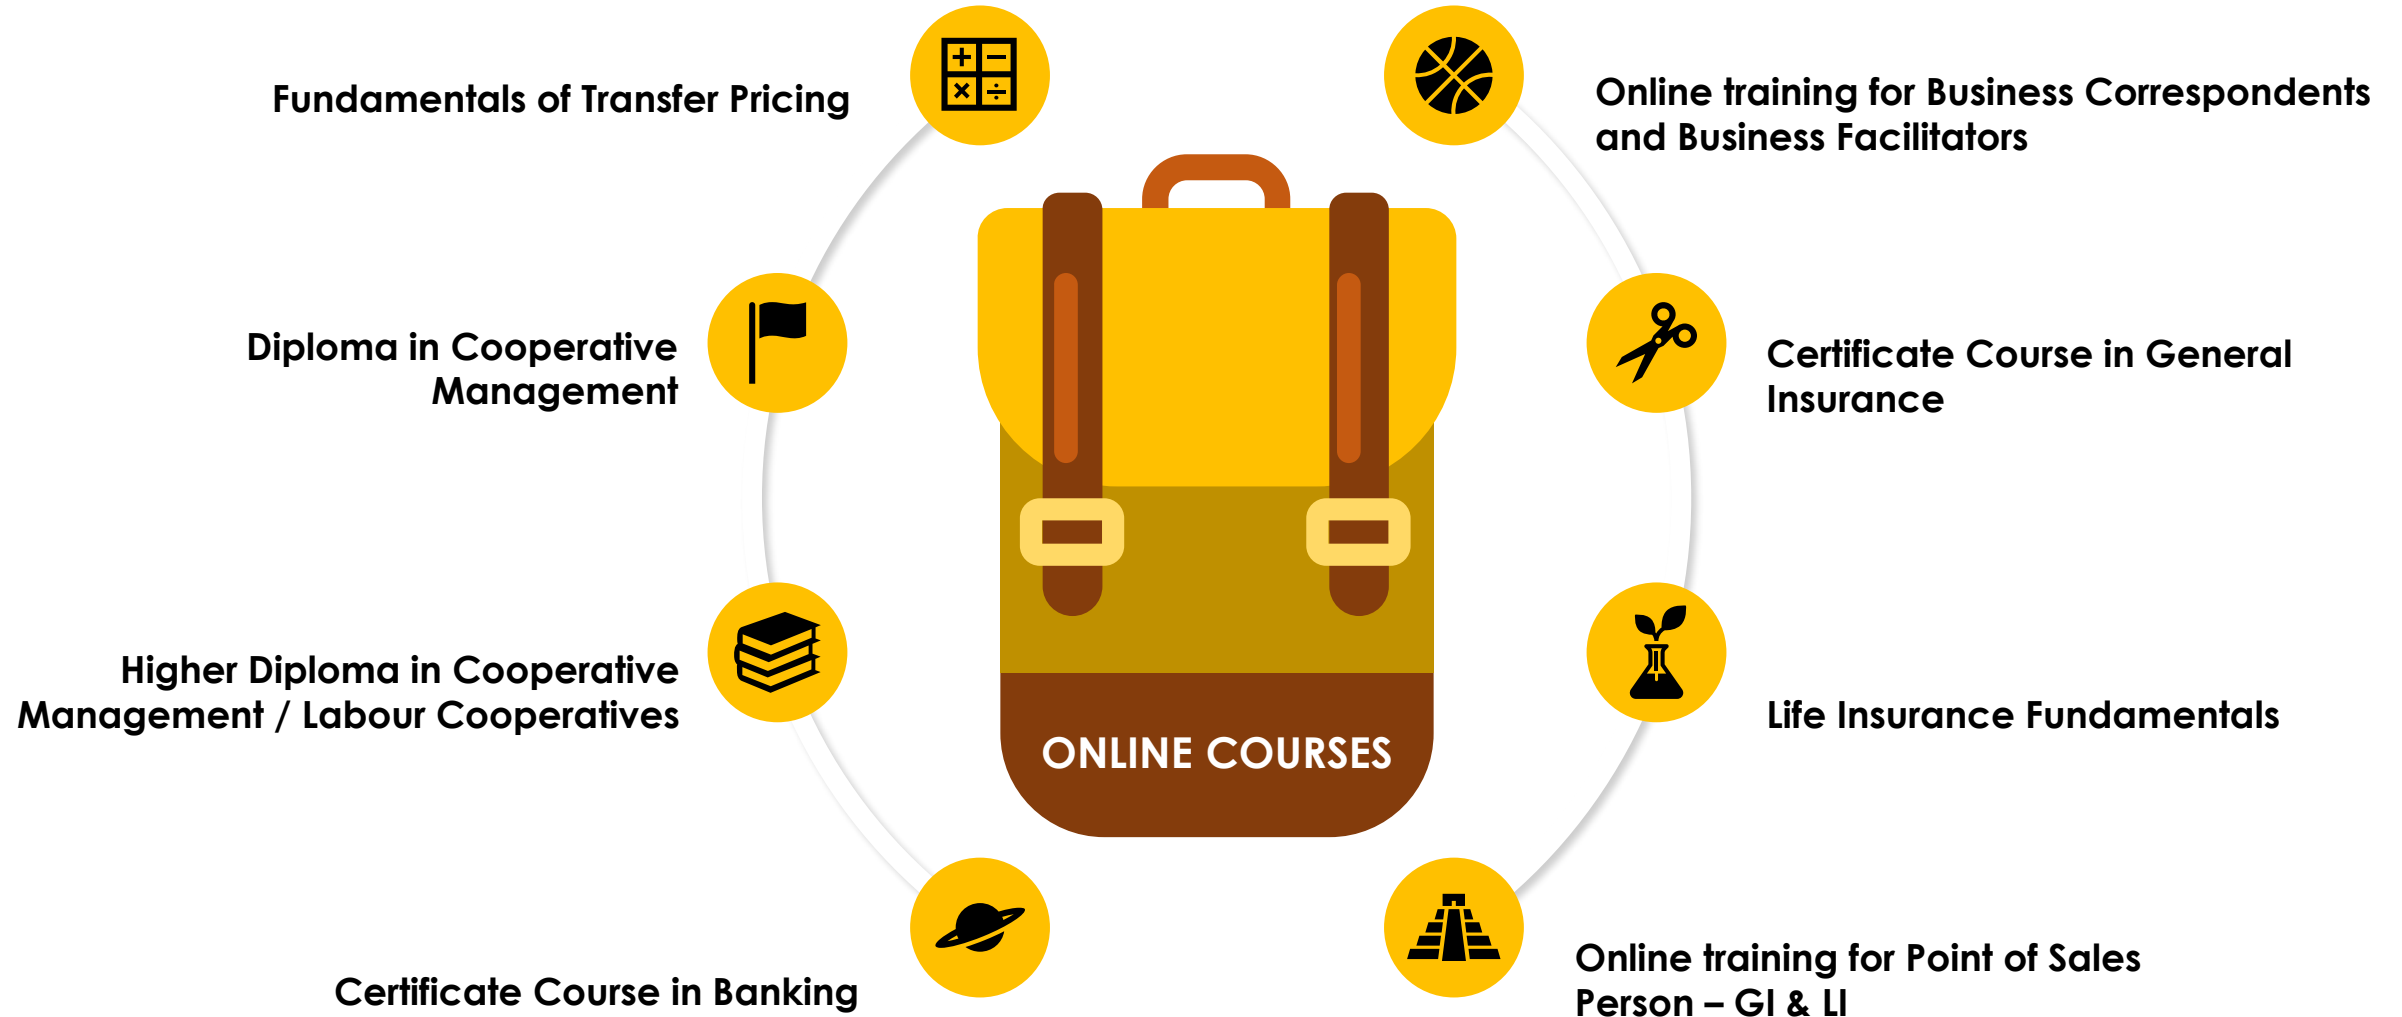 Fundamentals of Transfer Pricing
Diploma in Cooperative
Management
Higher Diploma in Cooperative
Management / Labour Cooperatives
Certificate Course in Banking
ONLINE COURSES
Online training for Business Correspondents
and Business Facilitators
Certificate Course in General
Insurance
Life Insurance Fundamentals
Online training for Point of Sales
Person – GI & LI